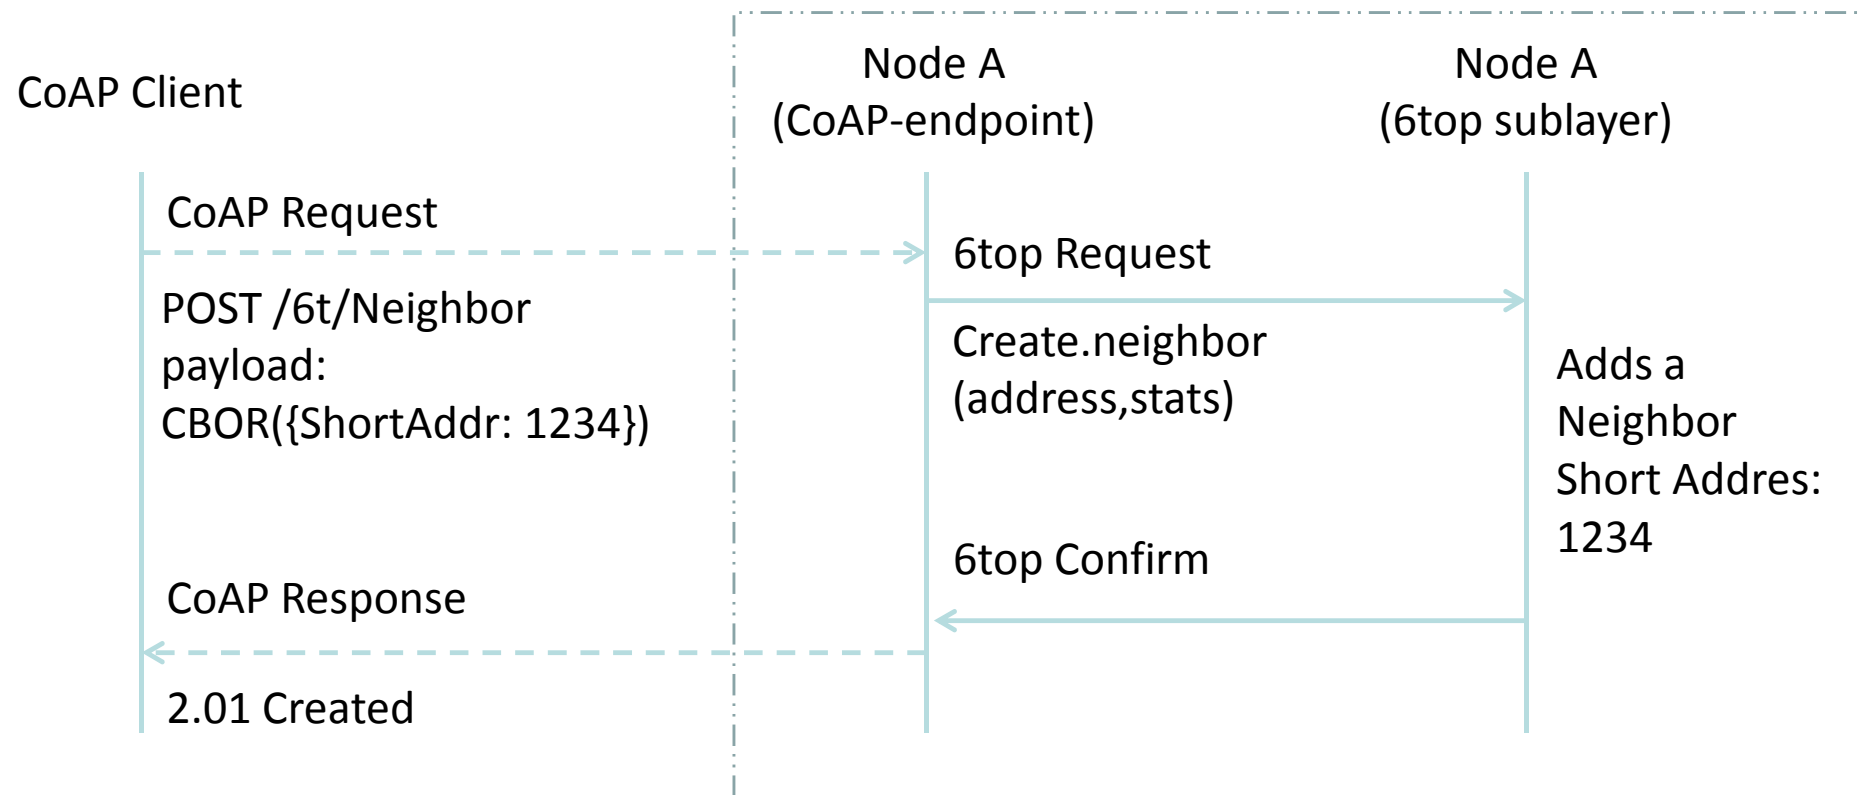 CoAP Client
Node A
(CoAP-endpoint)
Node A
(6top sublayer)
CoAP Request
POST /6t/Neighbor
payload:
CBOR({ShortAddr: 1234})
6top Request
Create.neighbor
(address,stats)
Adds a
Neighbor
Short Addres:
1234
6top Confirm
CoAP Response
2.01 Created